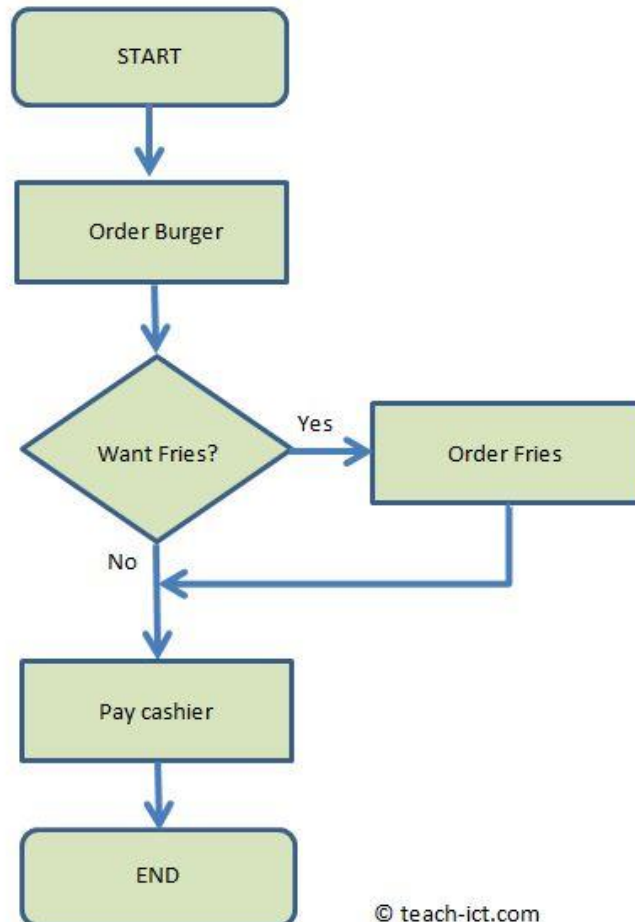 START
Order Burger
Want Fries?
Yes
Order Fries
No
Pay cashier
END
© teach-ict.com